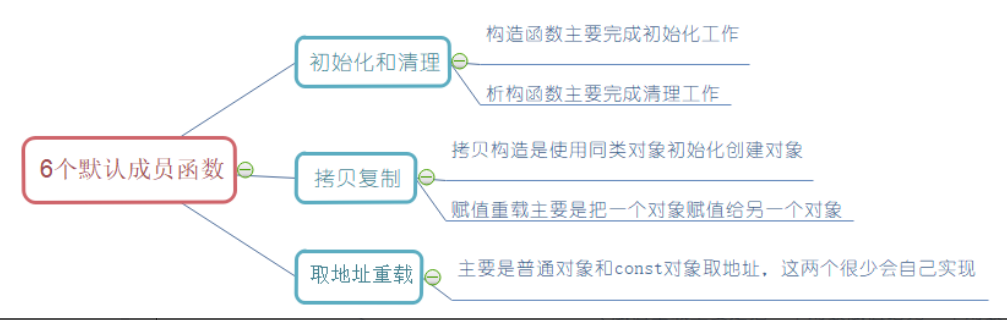 6个默认成员函数
初始化和清理
构造函数主要完成初始化工作
析构函数主要完成清理工作
拷贝复制
拷贝构造是使用同类对象初始化创建对象
赋值重载主要是把一个对象赋值给另一个对象
取地址重载
主要是普通对象和const对象取地址，这两个很少会自己实现